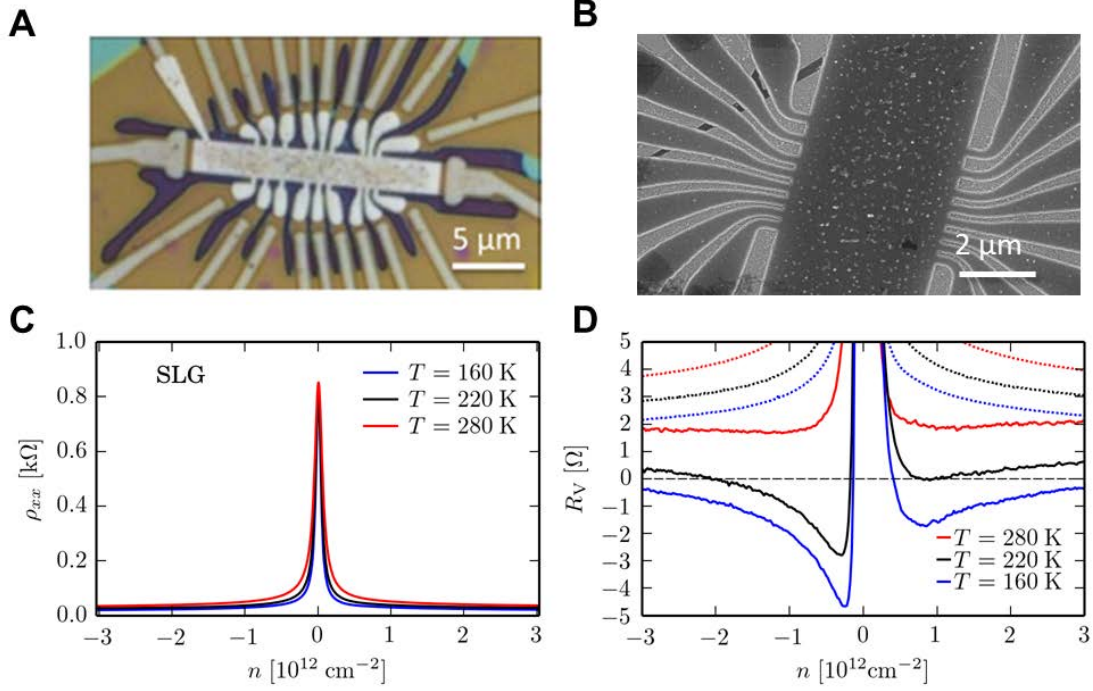 A
5 μm
B
2 μm
C
SLG
T = 160 K
T = 220 K
T = 280 K
1.0
0.8
0.6
0.4
0.2
0.0
ρxx [kΩ]
−3 −2 −1 0 1 2 3
n [10¹² cm⁻²]
D
5
4
3
2
1
0
−1
−2
−3
−4
−5
RV [Ω]
T = 280 K
T = 220 K
T = 160 K
−3 −2 −1 0 1 2 3
n [10¹²cm⁻²]